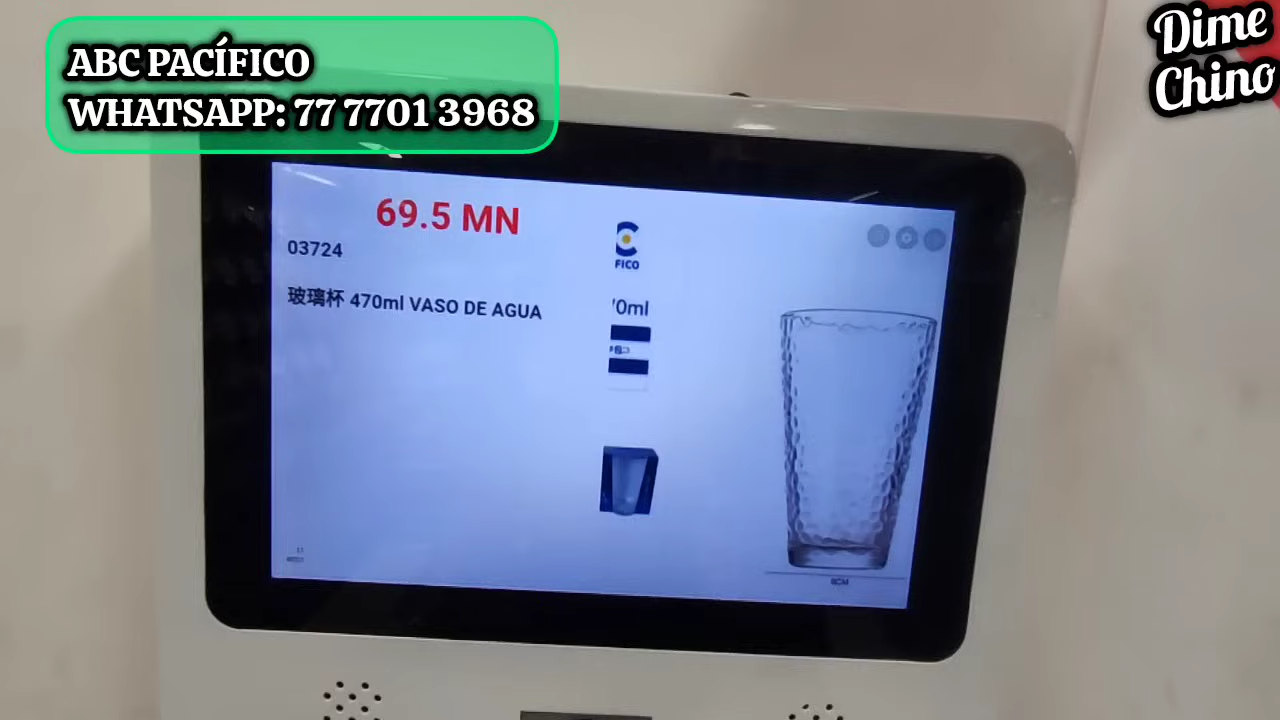 ABC PACÍFICO
WHATSAPP: 77 7701 3968
Dime
Chino
69.5 MN
03724
玻璃杯 470ml VASO DE AGUA
FICO
0ml